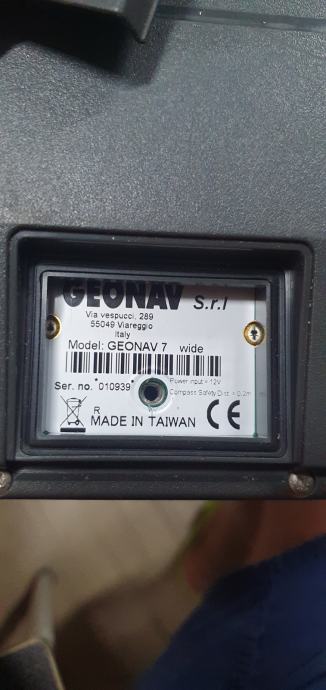 GEONAV S.r.l
Via vespucci, 289
55049 Viareggio
Italy
Model: GEONAV 7 wide
Ser. no. *010939*
Power input = 12V
Compass Safety Dist. = 0.2m
R
MADE IN TAIWAN CE